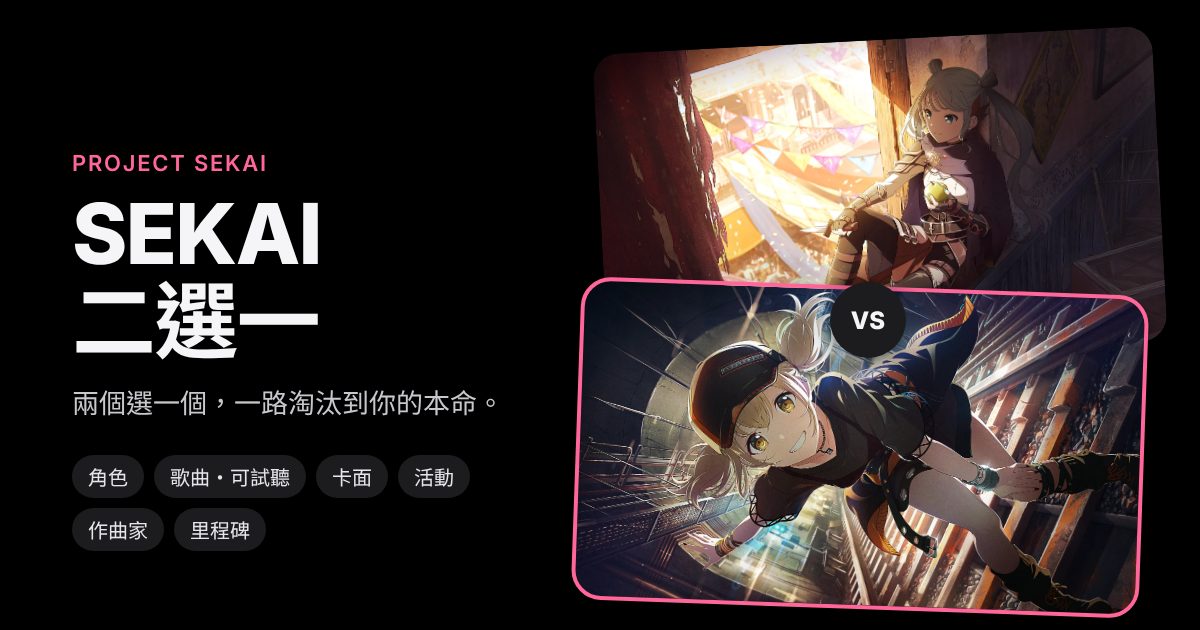 PROJECT SEKAI
SEKAI
二選一
兩個選一個，一路淘汰到你的本命。
角色
歌曲・可試聽
卡面
活動
作曲家
里程碑
VS